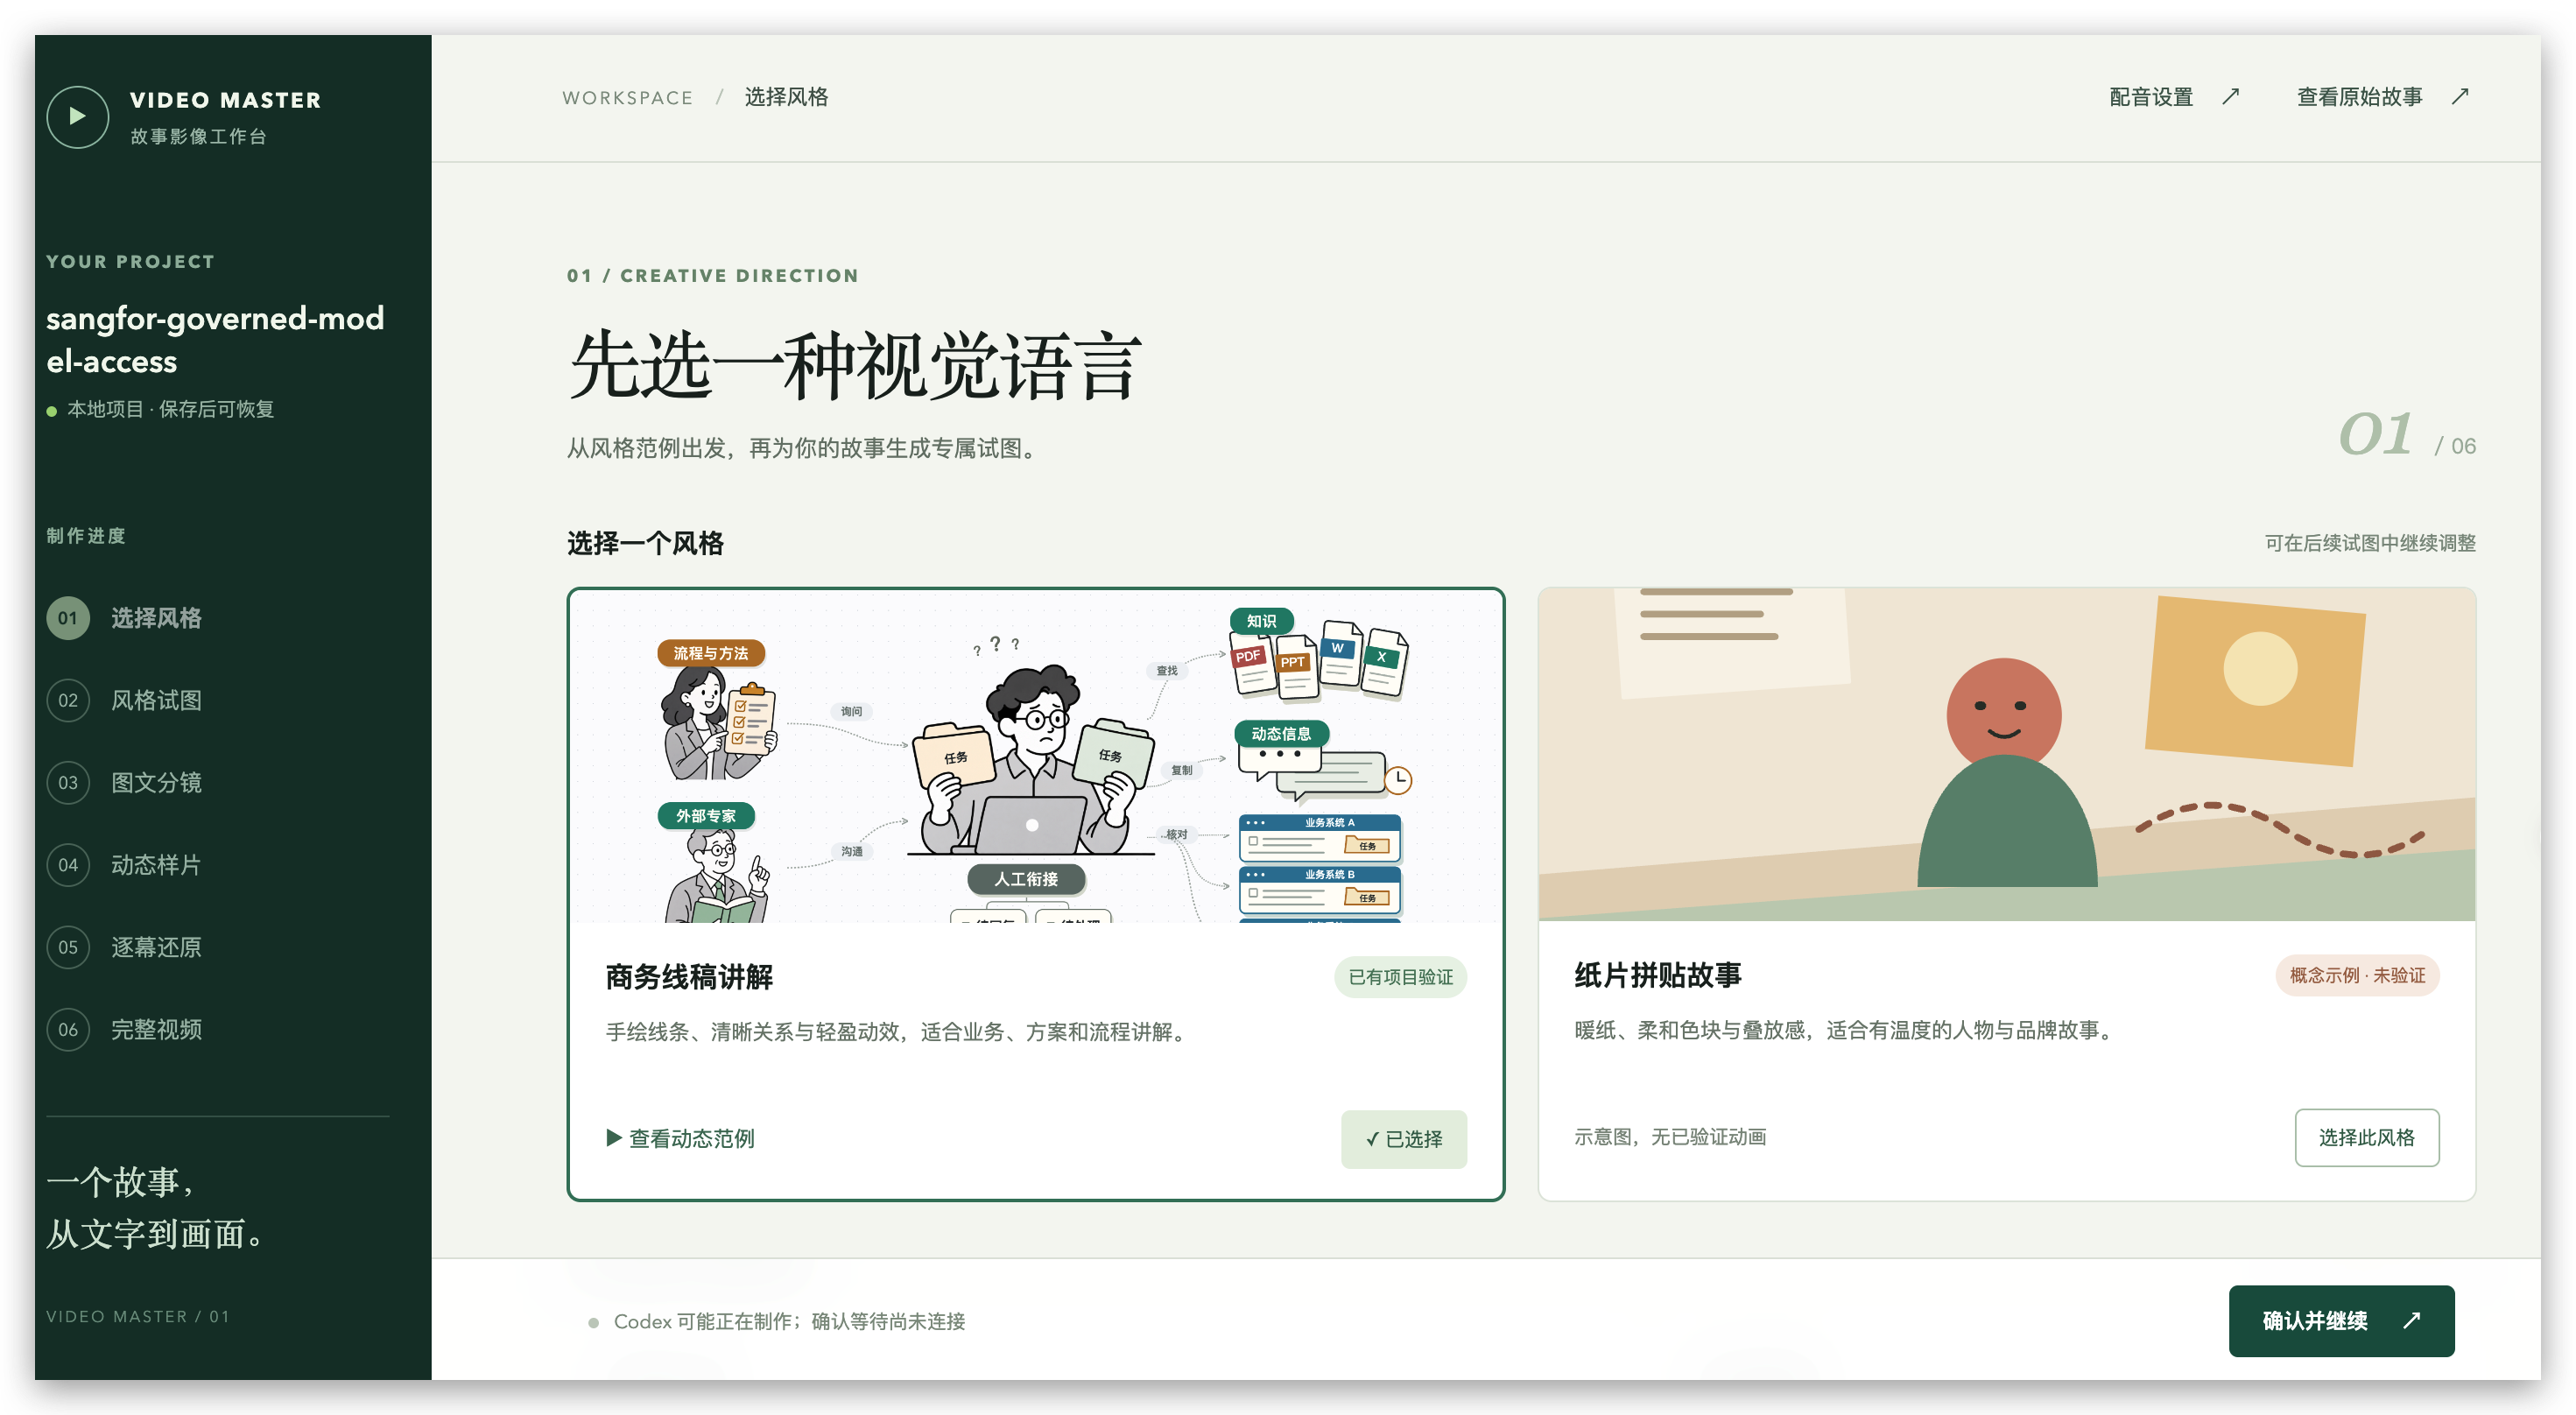 VIDEO MASTER
故事影像工作台
YOUR PROJECT
sangfor-governed-mod
el-access
本地项目 · 保存后可恢复
制作进度
01 选择风格
02 风格试图
03 图文分镜
04 动态样片
05 逐幕还原
06 完整视频
一个故事，
从文字到画面。
VIDEO MASTER / 01
WORKSPACE / 选择风格
配音设置 ↗ 查看原始故事 ↗
01 / CREATIVE DIRECTION
先选一种视觉语言
从风格范例出发，再为你的故事生成专属试图。
01 / 06
选择一个风格
可在后续试图中继续调整
流程与方法
? ? ?
询问
任务
任务
外部专家
沟通
人工衔接
查找
知识
PDF PPT W X
复制
动态信息
核对
业务系统 A
任务
业务系统 B
任务
商务线稿讲解
已有项目验证
手绘线条、清晰关系与轻盈动效，适合业务、方案和流程讲解。
▶ 查看动态范例
✓ 已选择
纸片拼贴故事
概念示例 · 未验证
暖纸、柔和色块与叠放感，适合有温度的人物与品牌故事。
示意图，无已验证动画
选择此风格
Codex 可能正在制作；确认等待尚未连接
确认并继续 ↗